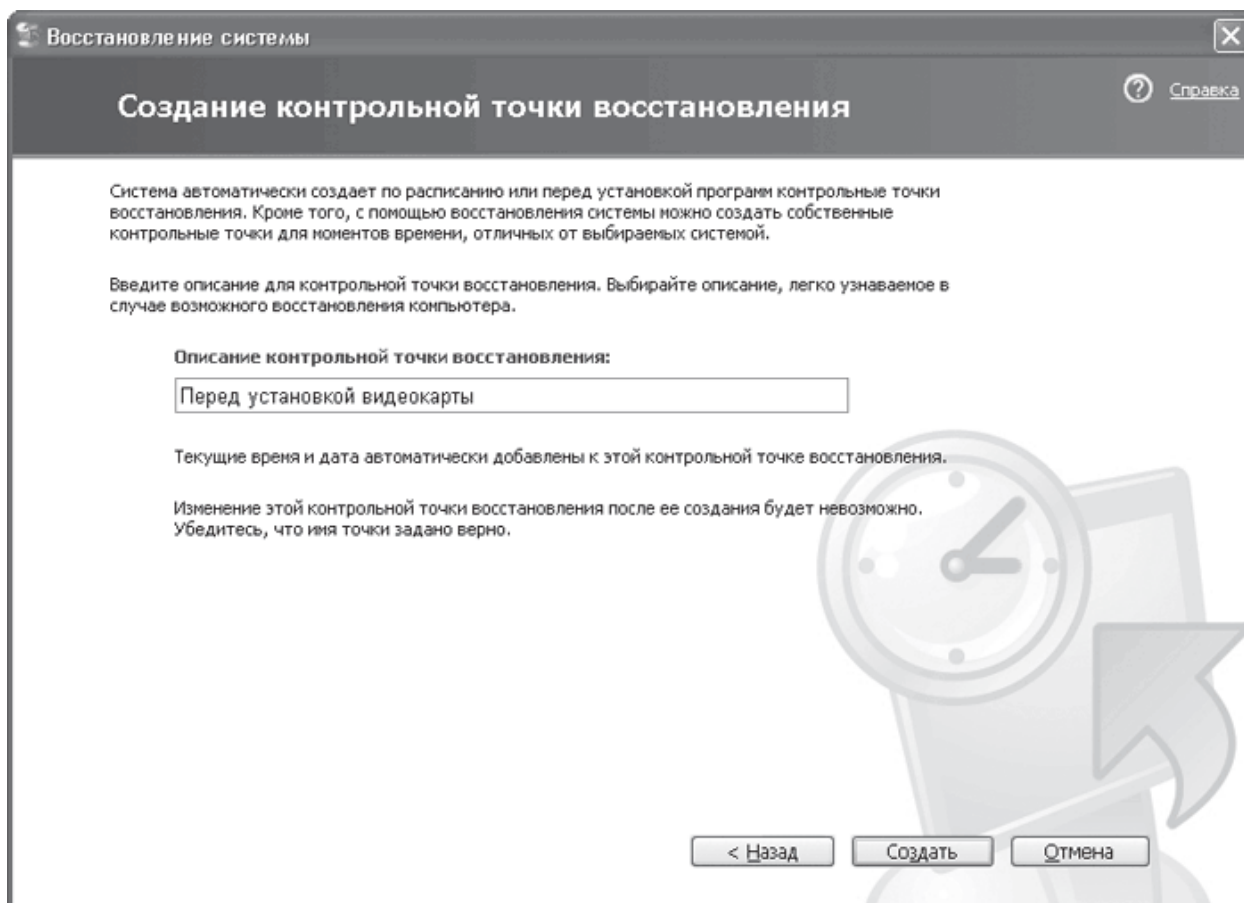 Восстановление системы
Создание контрольной точки восстановления
Справка
Система автоматически создает по расписанию или перед установкой программ контрольные точки
восстановления. Кроме того, с помощью восстановления системы можно создать собственные
контрольные точки для моментов времени, отличных от выбираемых системой.
Введите описание для контрольной точки восстановления. Выбирайте описание, легко узнаваемое в
случае возможного восстановления компьютера.
Описание контрольной точки восстановления:
Перед установкой видеокарты
Текущие время и дата автоматически добавлены к этой контрольной точке восстановления.
Изменение этой контрольной точки восстановления после ее создания будет невозможно.
Убедитесь, что имя точки задано верно.
< Назад
Создать
Отмена